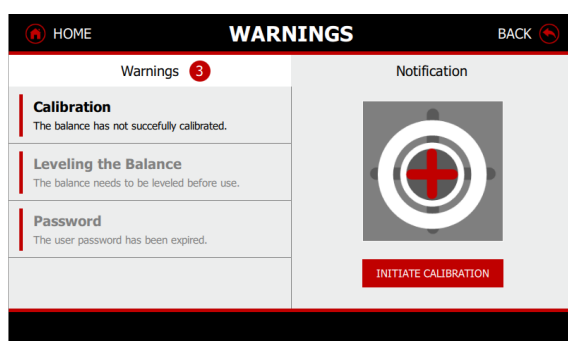 HOME WARNINGS BACK
Warnings 3 Notification
Calibration
The balance has not succefully calibrated.
Leveling the Balance
The balance needs to be leveled before use.
Password
The user password has been expired.
INITIATE CALIBRATION